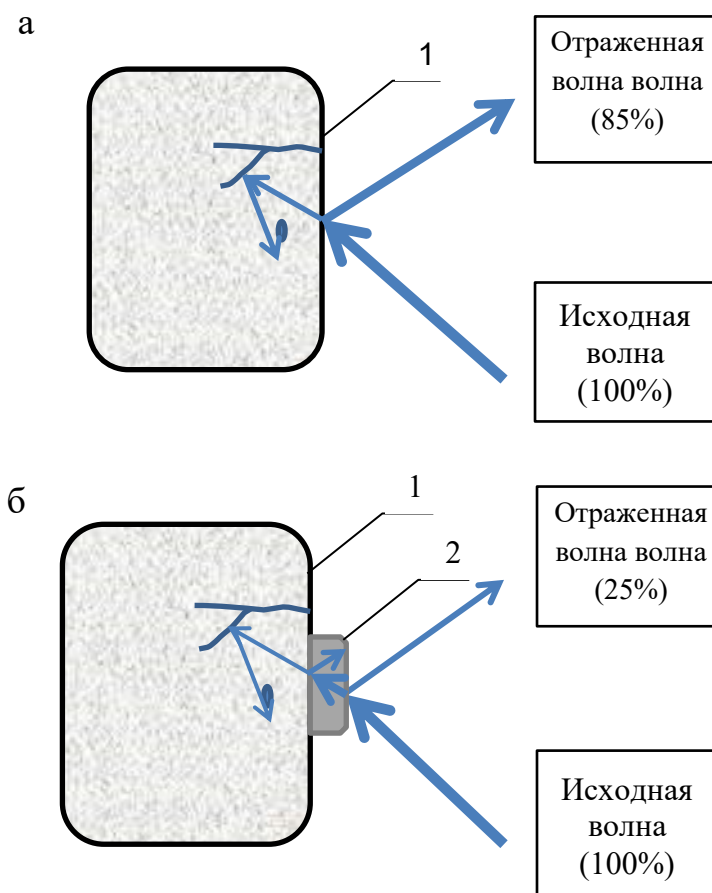 а
1
Отраженная
волна волна
(85%)
Исходная
волна
(100%)
б
1
2
Отраженная
волна волна
(25%)
Исходная
волна
(100%)